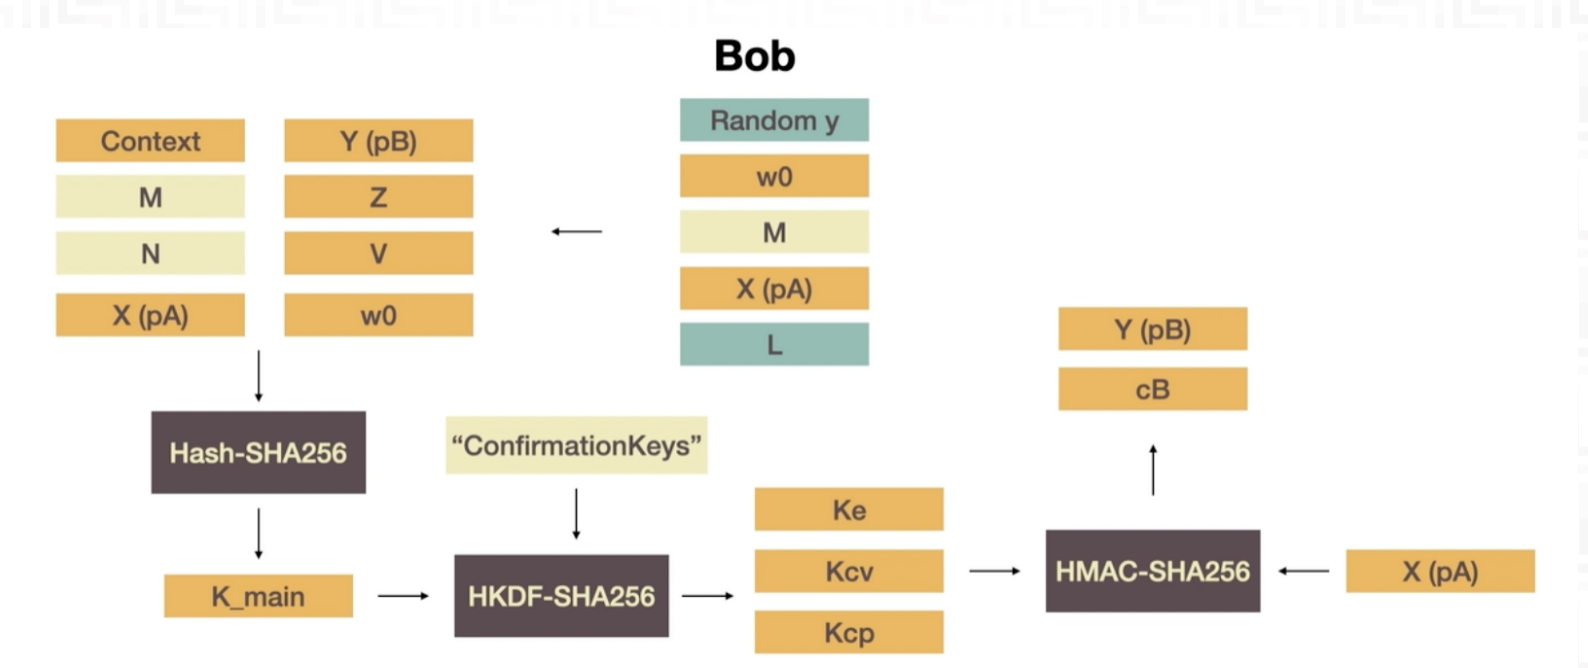 Bob
Random y
w0
M
X (pA)
L
Context
Y (pB)
M
Z
N
V
X (pA)
w0
Hash-SHA256
K_main
“ConfirmationKeys”
HKDF-SHA256
Ke
Kcv
Kcp
HMAC-SHA256
X (pA)
Y (pB)
cB